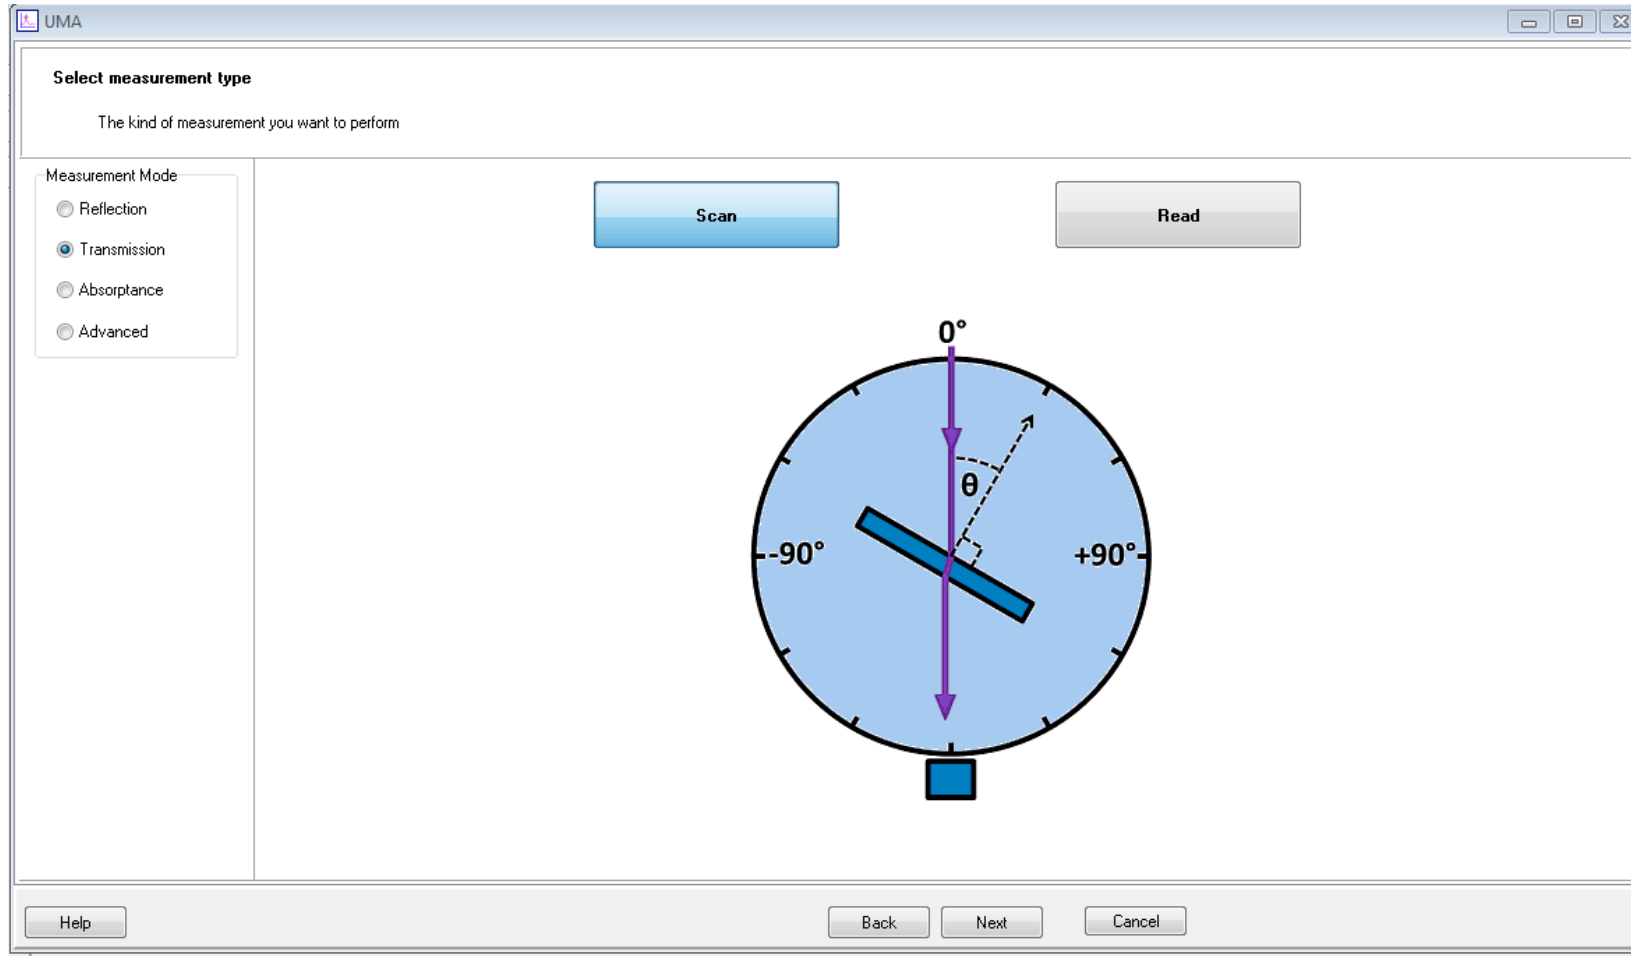 UMA
Select measurement type
The kind of measurement you want to perform
Measurement Mode
Reflection
Transmission
Absorptance
Advanced
Scan
Read
0°
θ
-90°
+90°
Help
Back
Next
Cancel